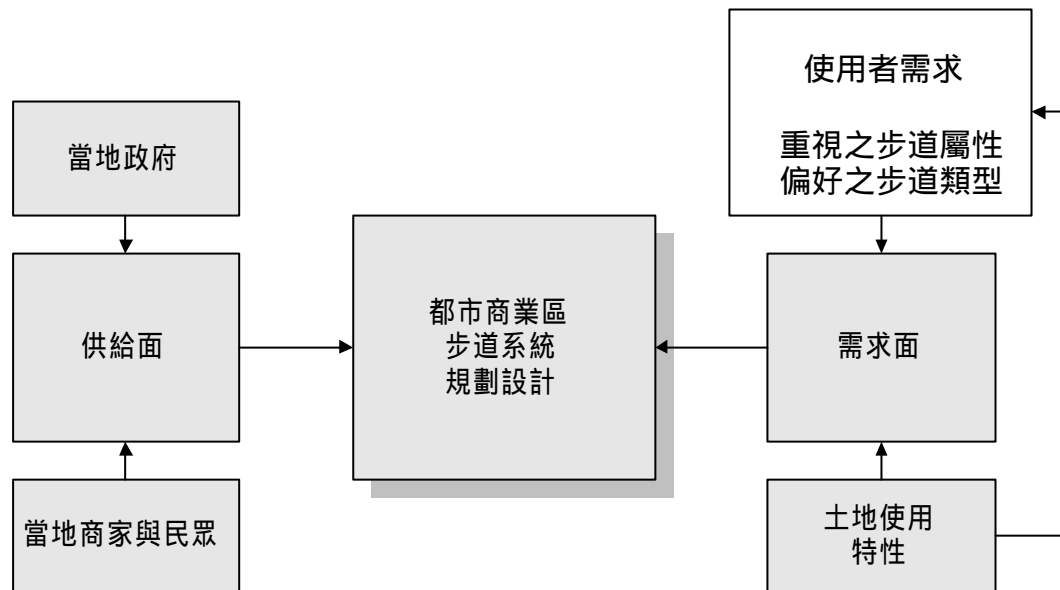 當地政府
供給面
當地商家與民眾
都市商業區
步道系統
規劃設計
使用者需求
重視之步道屬性
偏好之步道類型
需求面
土地使用
特性